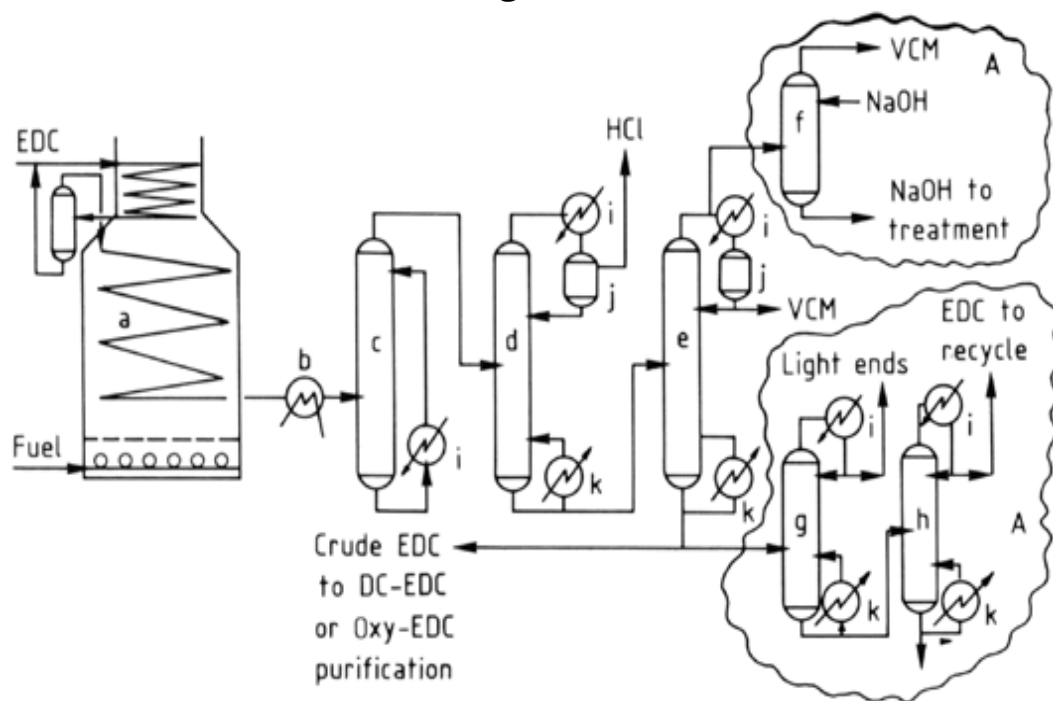 VCM
A
NaOH
f
HCl
EDC
NaOH to
treatment
i
i
j
j
a
c
d
e
VCM
EDC to
recycle
b
Light ends
i
i
Fuel
i
k
k
g
h
A
Crude EDC
to DC-EDC
or Oxy-EDC
purification
k
k